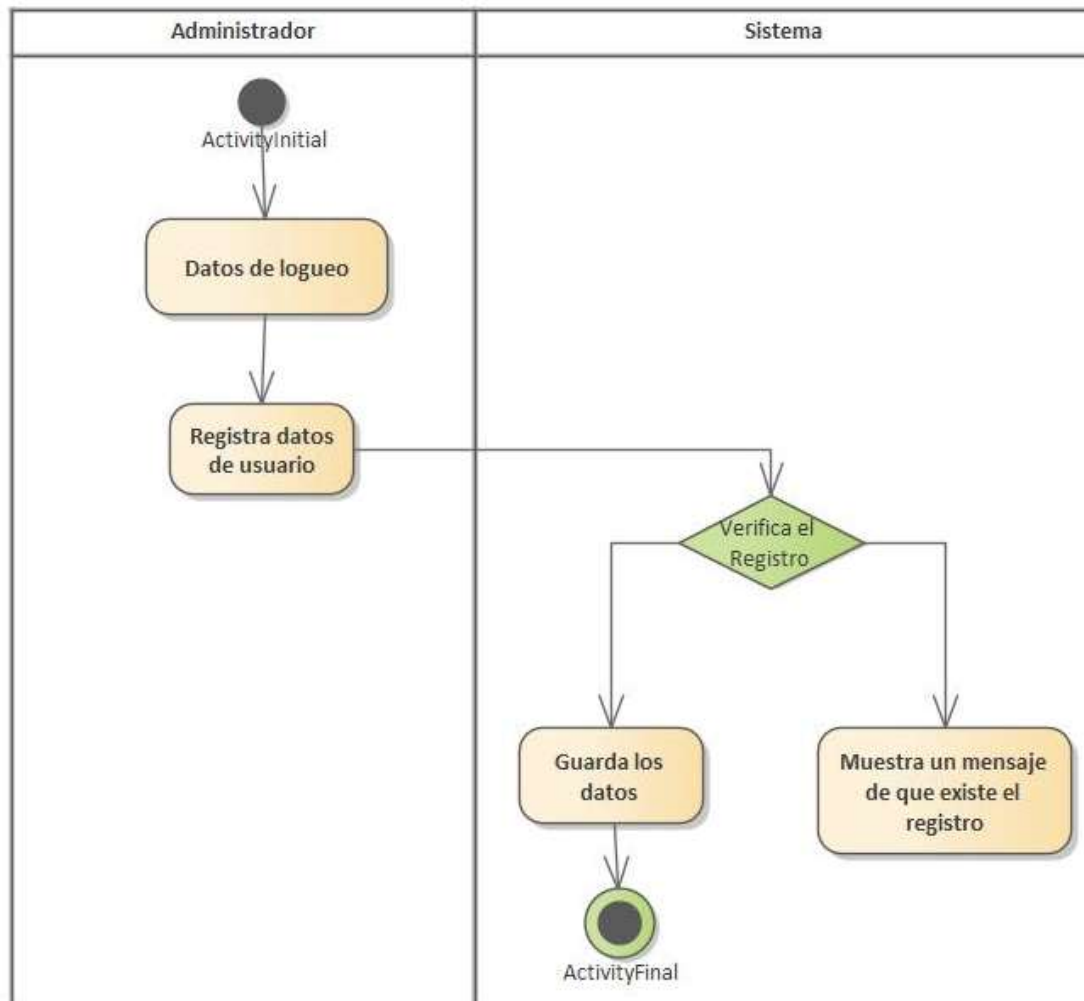 Administrador
Sistema
ActivityInitial
Datos de logueo
Registra datos
de usuario
Verifica el
Registro
Guarda los
datos
Muestra un mensaje
de que existe el
registro
ActivityFinal